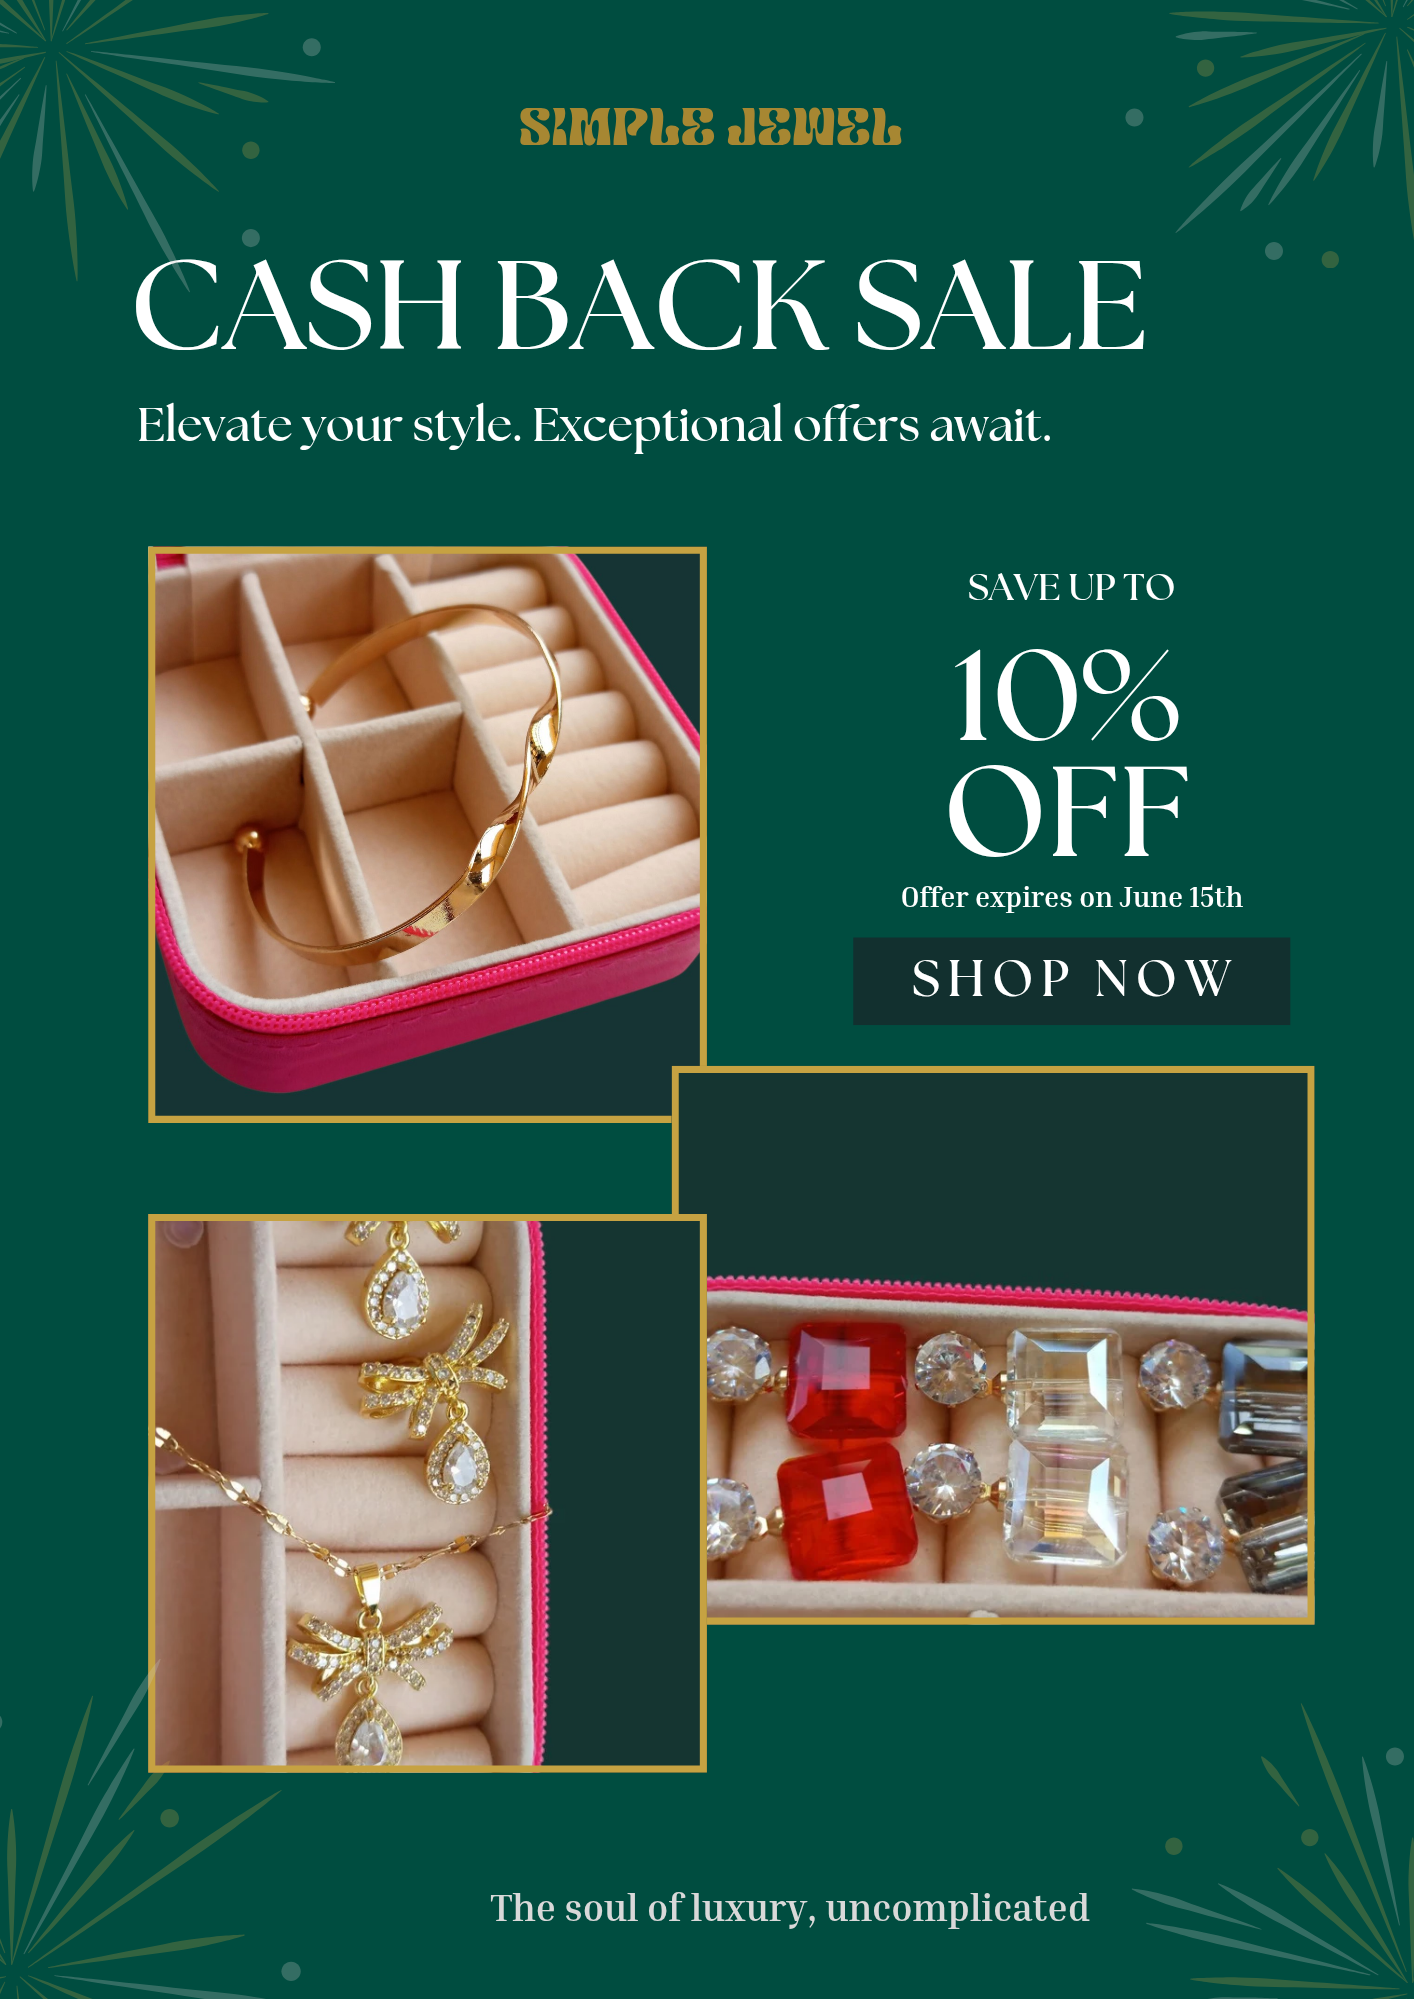 SIMPLE JEWEL
CASH BACK SALE
Elevate your style. Exceptional offers await.
SAVE UP TO
10%
OFF
Offer expires on June 15th
SHOP NOW
The soul of luxury, uncomplicated